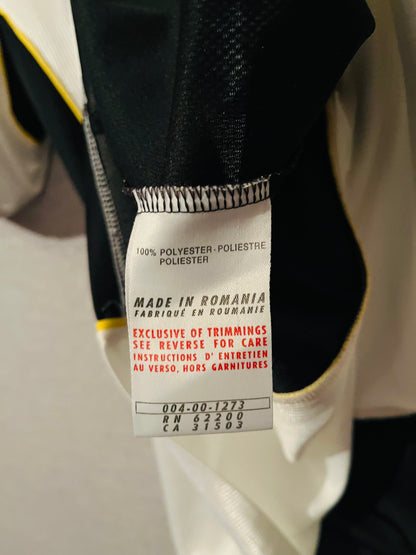 100% POLYESTER·POLIESTRE
POLIESTER
MADE IN ROMANIA
FABRIQUÉ EN ROUMANIE
EXCLUSIVE OF TRIMMINGS
SEE REVERSE FOR CARE
INSTRUCTIONS D' ENTRETIEN
AU VERSO, HORS GARNITURES
004-00-1273
RN 62200
CA 31503